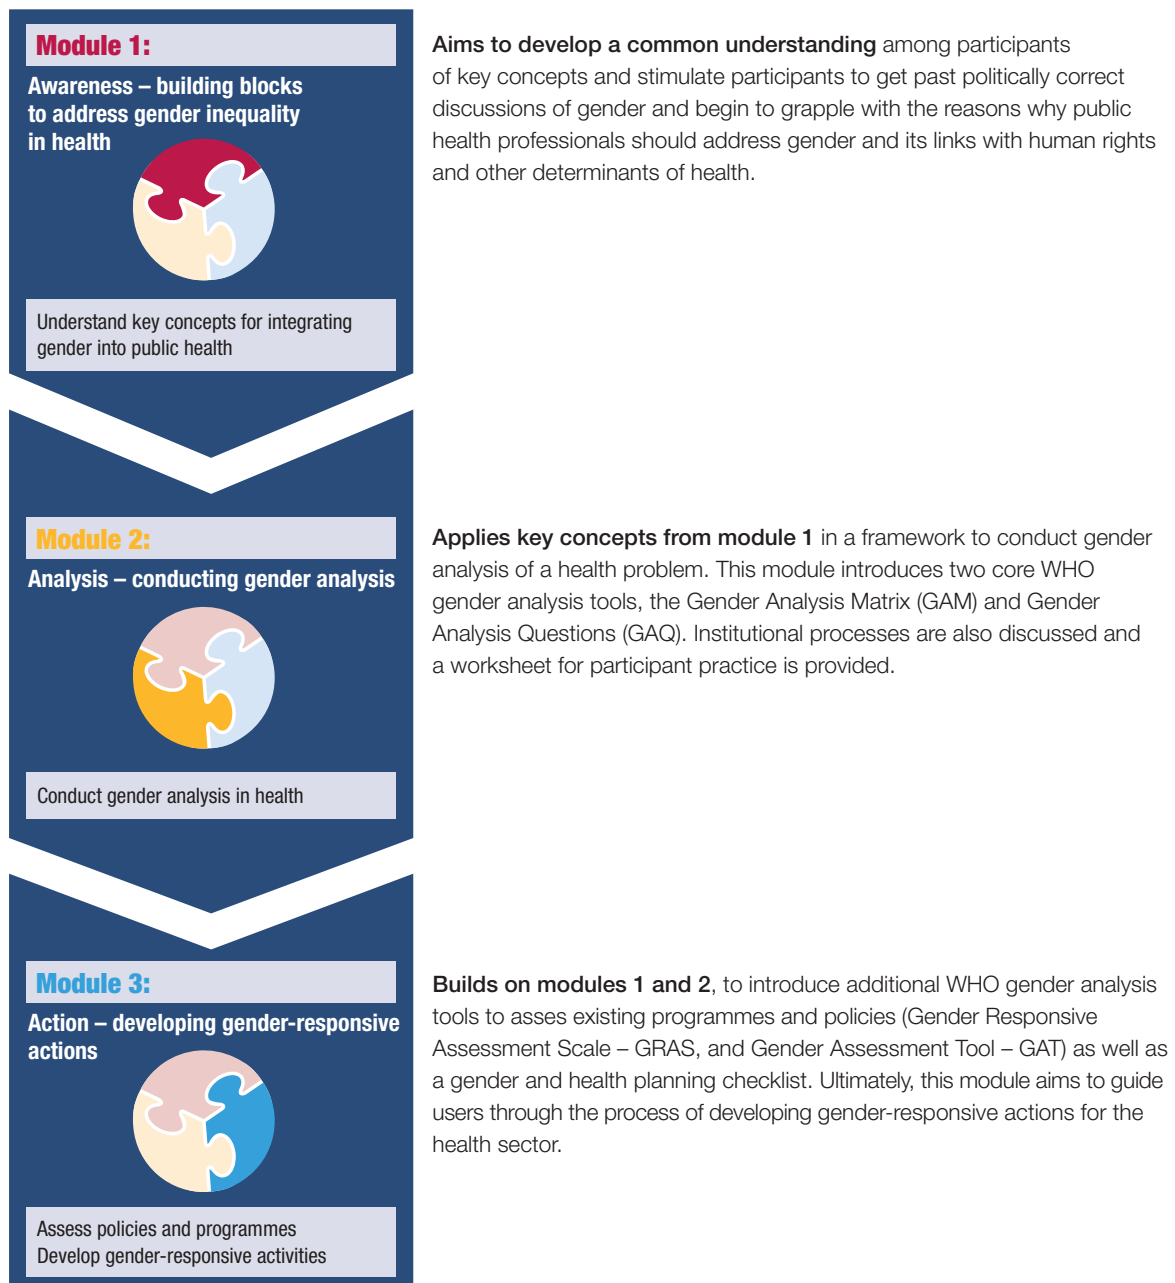 Module 1:
Awareness – building blocks
to address gender inequality
in health
Understand key concepts for integrating
gender into public health
Aims to develop a common understanding among participants
of key concepts and stimulate participants to get past politically correct
discussions of gender and begin to grapple with the reasons why public
health professionals should address gender and its links with human rights
and other determinants of health.
Module 2:
Analysis – conducting gender analysis
Conduct gender analysis in health
Applies key concepts from module 1 in a framework to conduct gender
analysis of a health problem. This module introduces two core WHO
gender analysis tools, the Gender Analysis Matrix (GAM) and Gender
Analysis Questions (GAQ). Institutional processes are also discussed and
a worksheet for participant practice is provided.
Module 3:
Action – developing gender-responsive
actions
Assess policies and programmes
Develop gender-responsive activities
Builds on modules 1 and 2, to introduce additional WHO gender analysis
tools to asses existing programmes and policies (Gender Responsive
Assessment Scale – GRAS, and Gender Assessment Tool – GAT) as well as
a gender and health planning checklist. Ultimately, this module aims to guide
users through the process of developing gender-responsive actions for the
health sector.